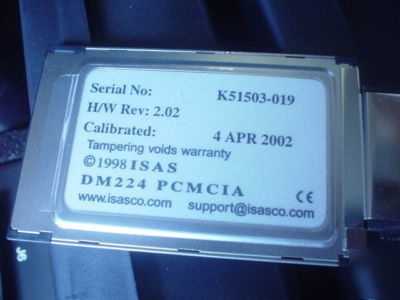 Serial No: K51503-019
H/W Rev: 2.02
Calibrated: 4 APR 2002
Tampering voids warranty
©1998 ISAS
DM224 PCMCIA CE
www.isasco.com support@isasco.com